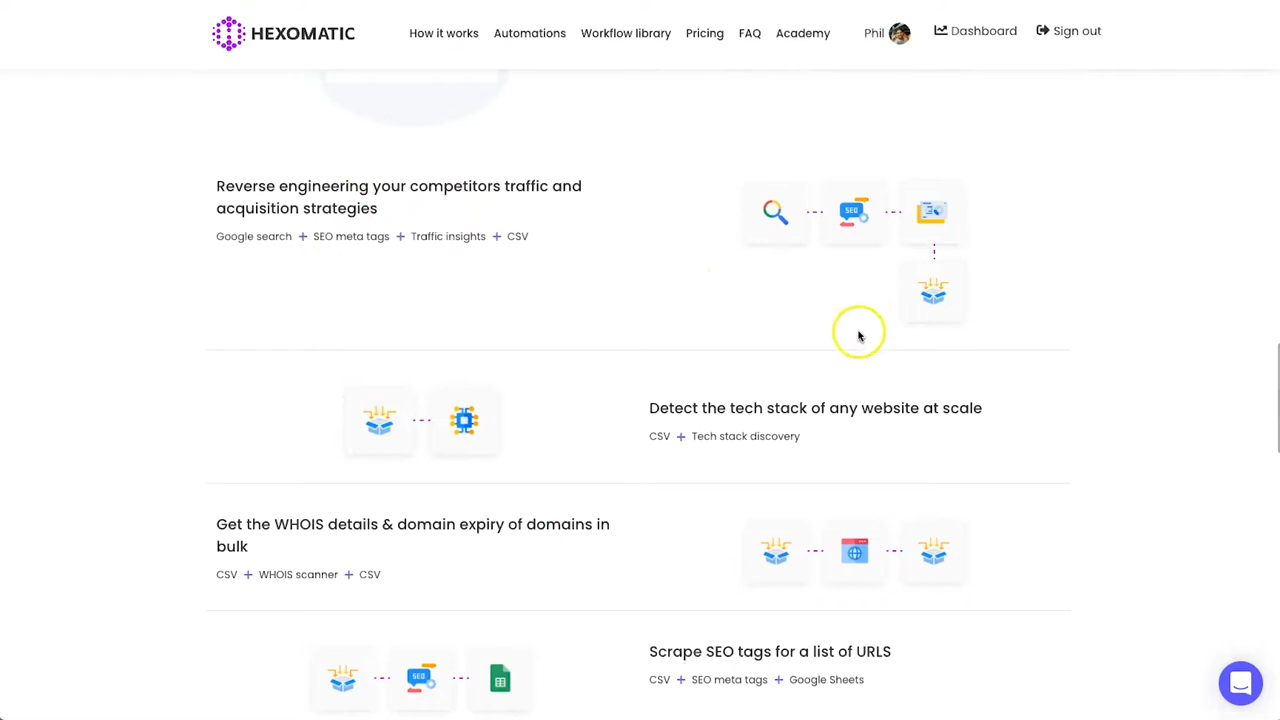 HEXOMATIC
How it works Automations Workflow library Pricing FAQ Academy Phil Dashboard Sign out
Reverse engineering your competitors traffic and
acquisition strategies
Google search + SEO meta tags + Traffic insights + CSV
SEO
Detect the tech stack of any website at scale
CSV + Tech stack discovery
Get the WHOIS details & domain expiry of domains in
bulk
CSV + WHOIS scanner + CSV
SEO
Scrape SEO tags for a list of URLS
CSV + SEO meta tags + Google Sheets